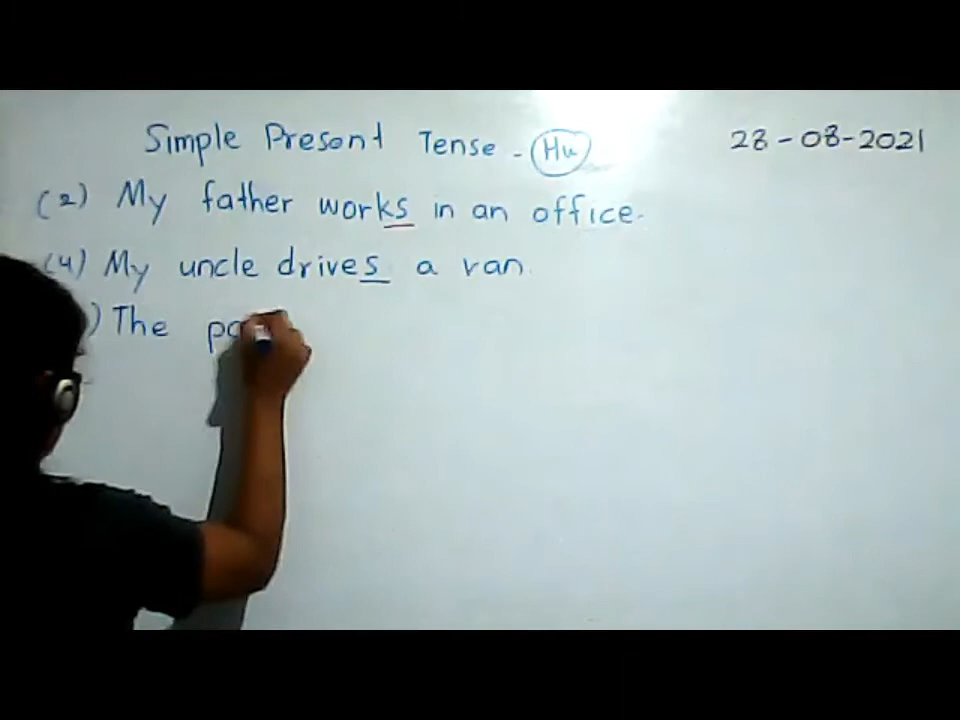 Simple Present Tense - Hu 28-08-2021
(2) My father works in an office.
(4) My uncle drives a van.
) The